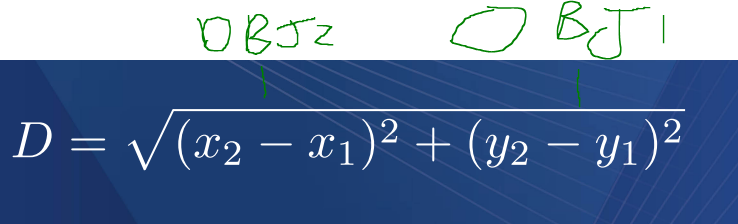 OBJ2 OBJ1
D = √(x₂ − x₁)² + (y₂ − y₁)²